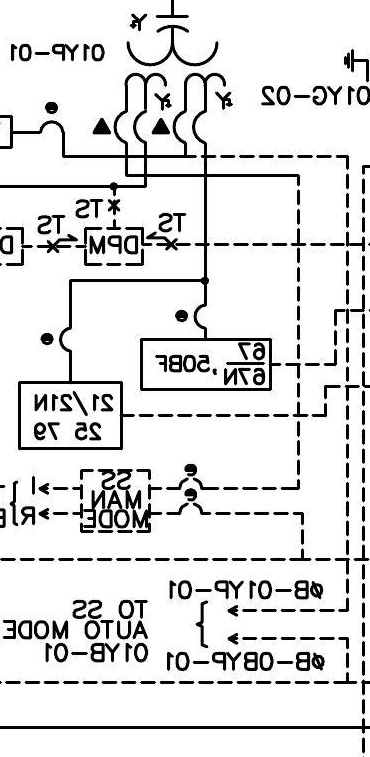 01YP-01
01YG-02
TS
TS
TS
DPM
D
67
67N
,50BF
21/21N
25 79
I
R/B
SS
MAN
MODE
ØB-01YP-01
TO SS
AUTO MODE
01YB-01
ØB-0BYP-01